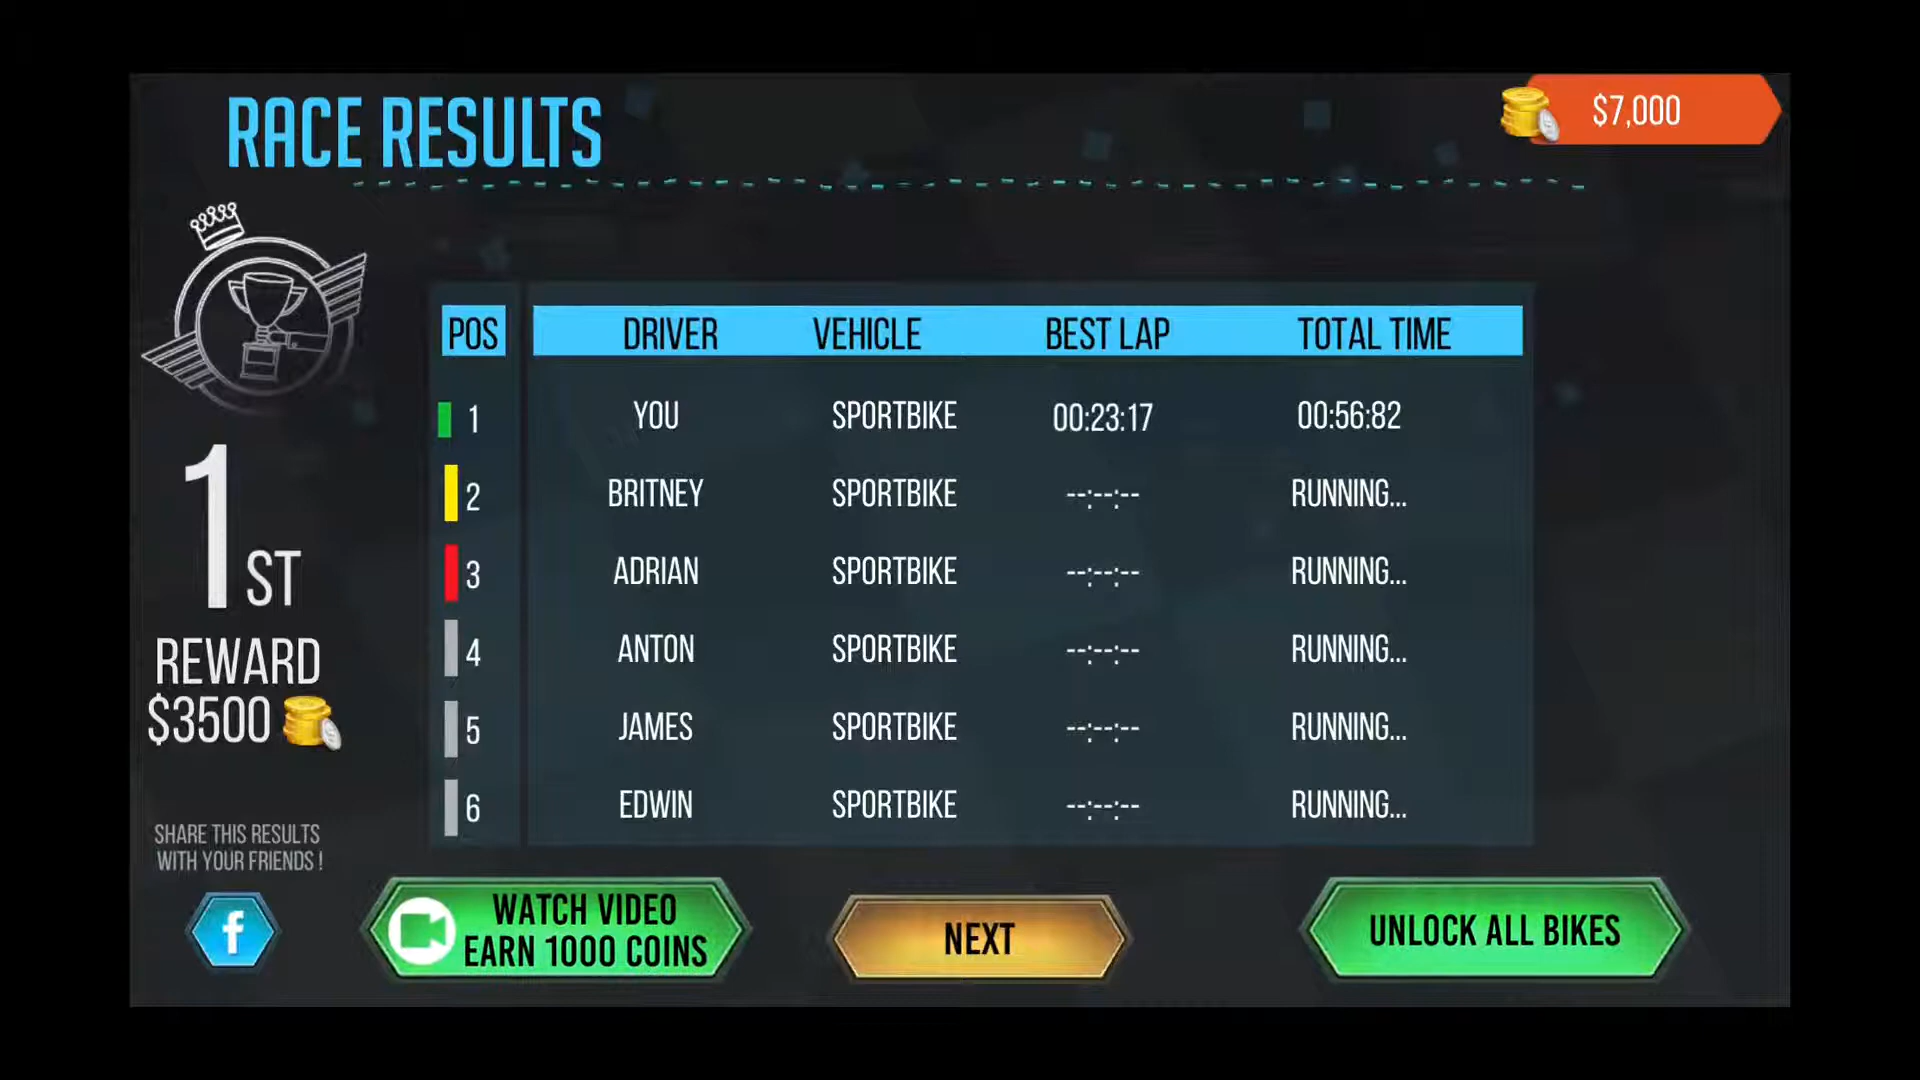 RACE RESULTS
$7,000
POS DRIVER VEHICLE BEST LAP TOTAL TIME
1 YOU SPORTBIKE 00:23:17 00:56:82
2 BRITNEY SPORTBIKE --:--:-- RUNNING...
3 ADRIAN SPORTBIKE --:--:-- RUNNING...
4 ANTON SPORTBIKE --:--:-- RUNNING...
5 JAMES SPORTBIKE --:--:-- RUNNING...
6 EDWIN SPORTBIKE --:--:-- RUNNING...
1ST
REWARD
$3500
SHARE THIS RESULTS
WITH YOUR FRIENDS !
f
WATCH VIDEO
EARN 1000 COINS
NEXT
UNLOCK ALL BIKES